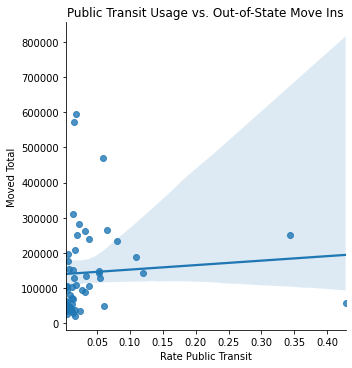 Public Transit Usage vs. Out-of-State Move Ins
800000
700000
600000
500000
400000
300000
200000
100000
0
Moved Total
0.05 0.10 0.15 0.20 0.25 0.30 0.35 0.40
Rate Public Transit